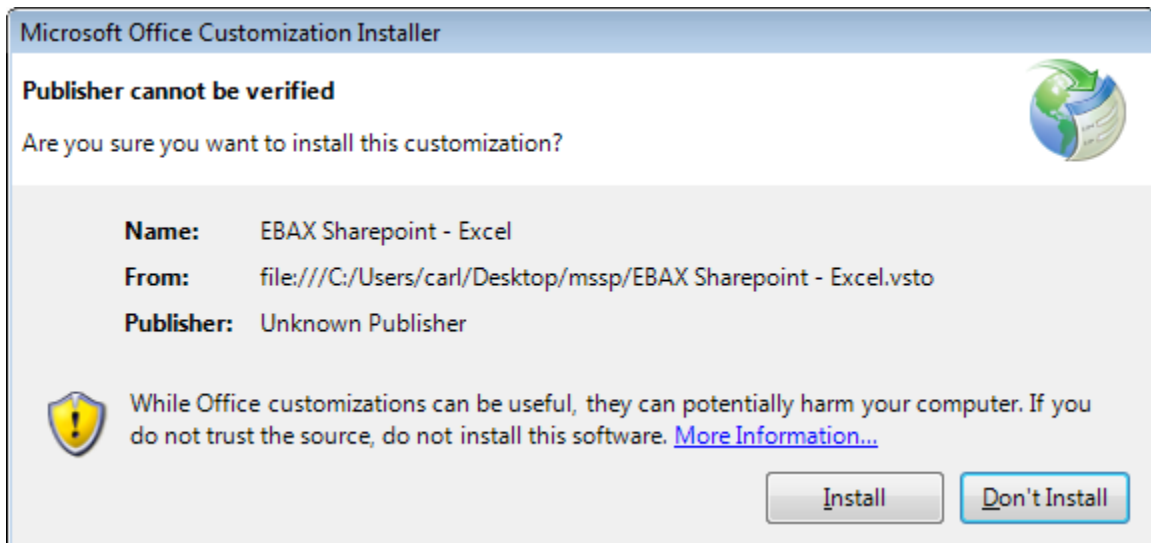 Microsoft Office Customization Installer
Publisher cannot be verified
Are you sure you want to install this customization?
Name: EBAX Sharepoint - Excel
From: file:///C:/Users/carl/Desktop/mssp/EBAX Sharepoint - Excel.vsto
Publisher: Unknown Publisher
While Office customizations can be useful, they can potentially harm your computer. If you
do not trust the source, do not install this software. More Information...
Install Don't Install